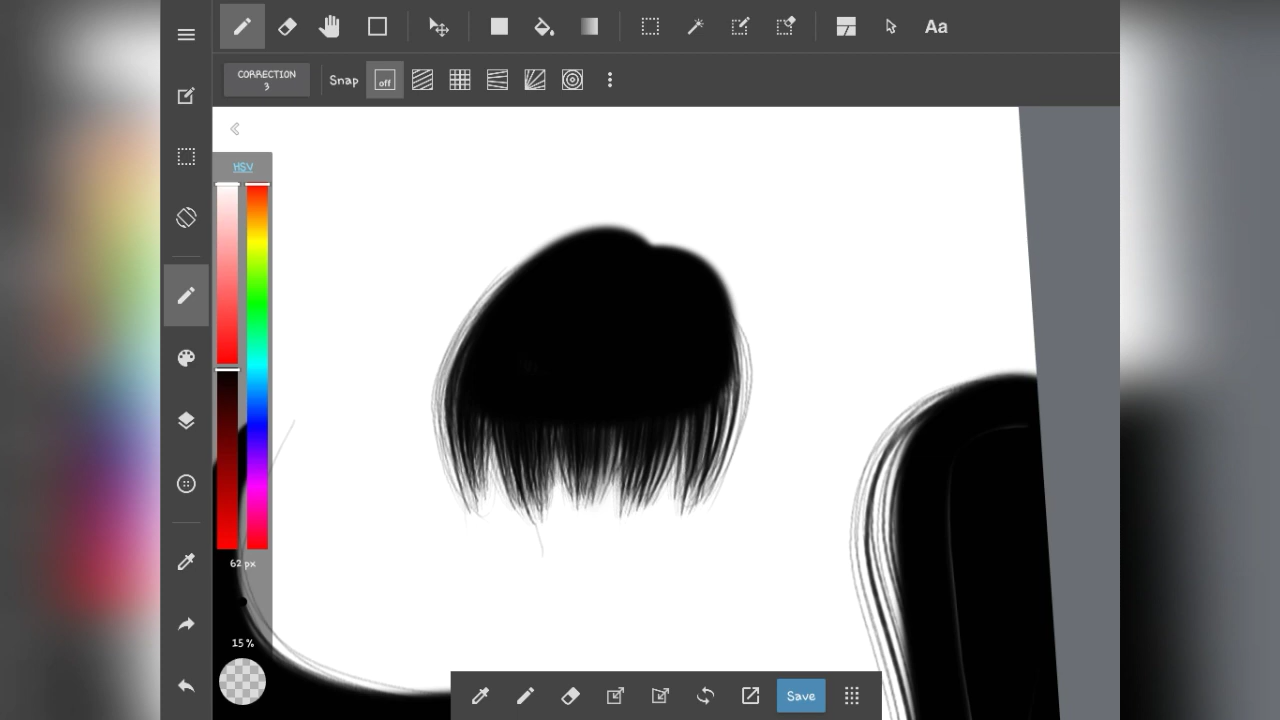 Aa
CORRECTION
3
Snap
off
HSV
62 px
15 %
Save